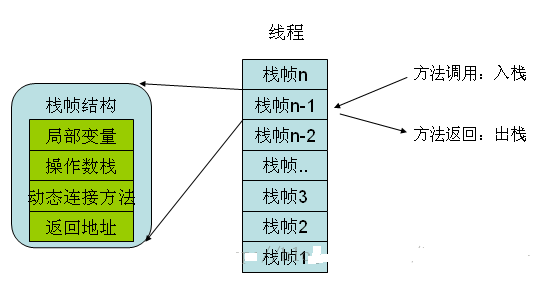 线程
栈帧n
栈帧n-1
栈帧n-2
栈帧..
栈帧3
栈帧2
栈帧1
方法调用：入栈
方法返回：出栈
栈帧结构
局部变量
操作数栈
动态连接方法
返回地址